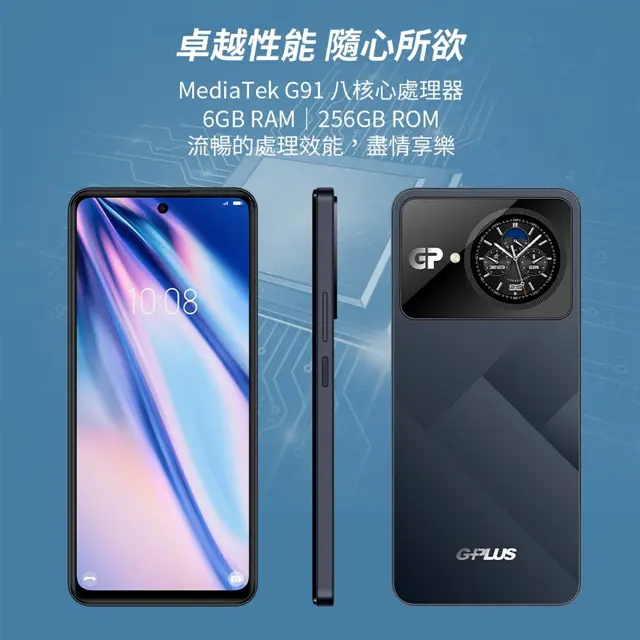 卓越性能 隨心所欲
MediaTek G91 八核心處理器
6GB RAM｜256GB ROM
流暢的處理效能，盡情享樂
10:08
GP
G-PLUS